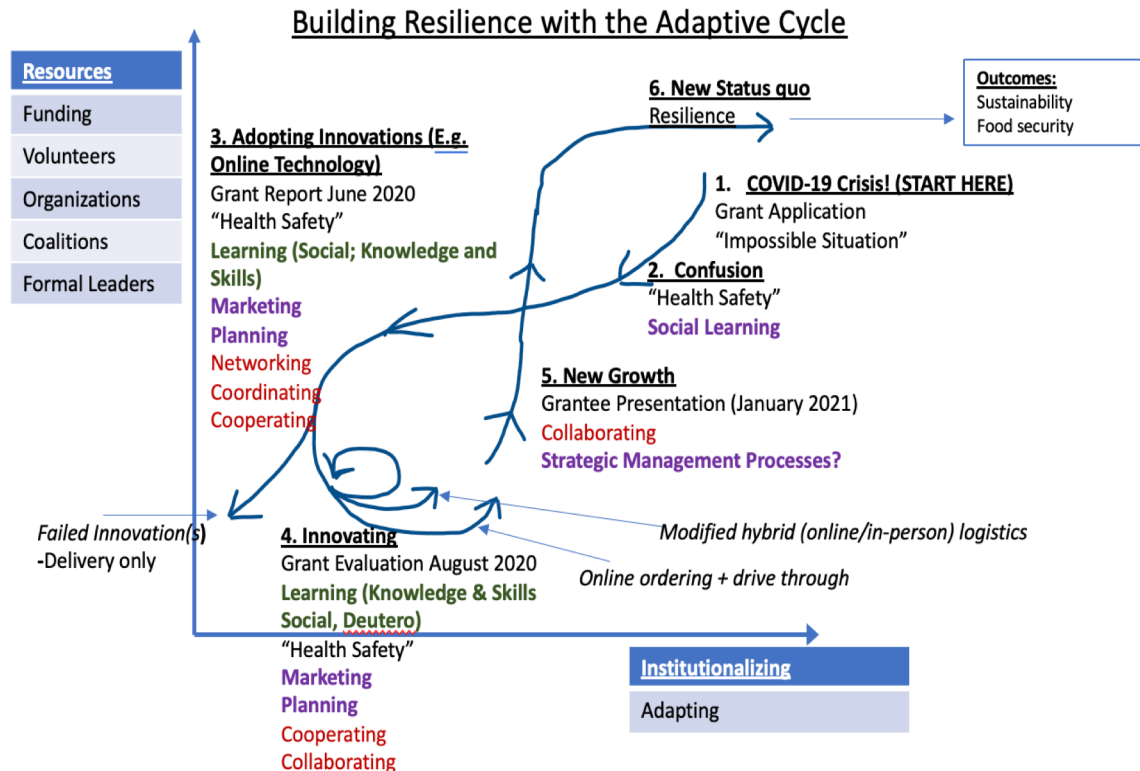 Building Resilience with the Adaptive Cycle
Resources
Funding
Volunteers
Organizations
Coalitions
Formal Leaders
3. Adopting Innovations (E.g.
Online Technology)
Grant Report June 2020
“Health Safety”
Learning (Social; Knowledge and
Skills)
Marketing
Planning
Networking
Coordinating
Cooperating
6. New Status quo
Resilience
Outcomes:
Sustainability
Food security
1. COVID-19 Crisis! (START HERE)
Grant Application
“Impossible Situation”
2. Confusion
“Health Safety”
Social Learning
5. New Growth
Grantee Presentation (January 2021)
Collaborating
Strategic Management Processes?
Failed Innovation(s)
-Delivery only
Modified hybrid (online/in-person) logistics
Online ordering + drive through
4. Innovating
Grant Evaluation August 2020
Learning (Knowledge & Skills
Social, Deutero)
“Health Safety”
Marketing
Planning
Cooperating
Collaborating
Institutionalizing
Adapting